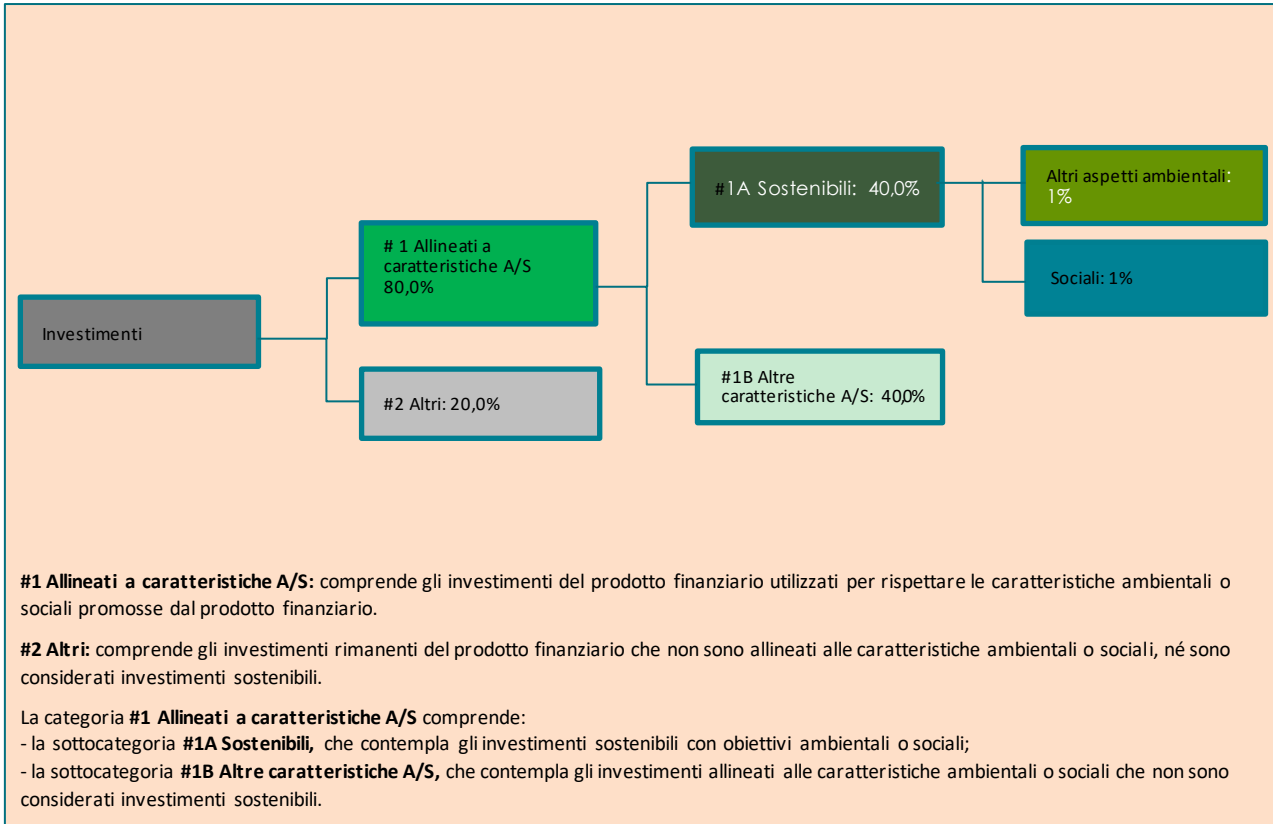 Investimenti
# 1 Allineati a
caratteristiche A/S
80,0%
#2 Altri: 20,0%
#1A Sostenibili: 40,0%
#1B Altre
caratteristiche A/S: 40,0%
Altri aspetti ambientali:
1%
Sociali: 1%
#1 Allineati a caratteristiche A/S: comprende gli investimenti del prodotto finanziario utilizzati per rispettare le caratteristiche ambientali o
sociali promosse dal prodotto finanziario.
#2 Altri: comprende gli investimenti rimanenti del prodotto finanziario che non sono allineati alle caratteristiche ambientali o sociali, né sono
considerati investimenti sostenibili.
La categoria #1 Allineati a caratteristiche A/S comprende:
- la sottocategoria #1A Sostenibili, che contempla gli investimenti sostenibili con obiettivi ambientali o sociali;
- la sottocategoria #1B Altre caratteristiche A/S, che contempla gli investimenti allineati alle caratteristiche ambientali o sociali che non sono
considerati investimenti sostenibili.